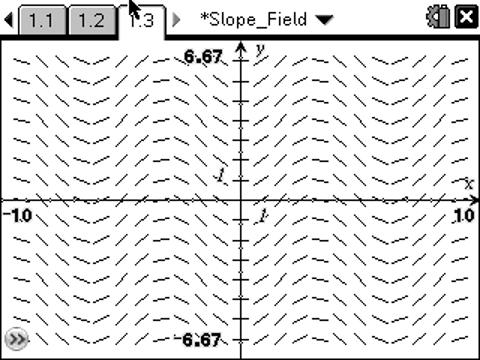 1.1 1.2 1.3 *Slope_Field
6.67 y
1
x
-10 1 10
-6.67